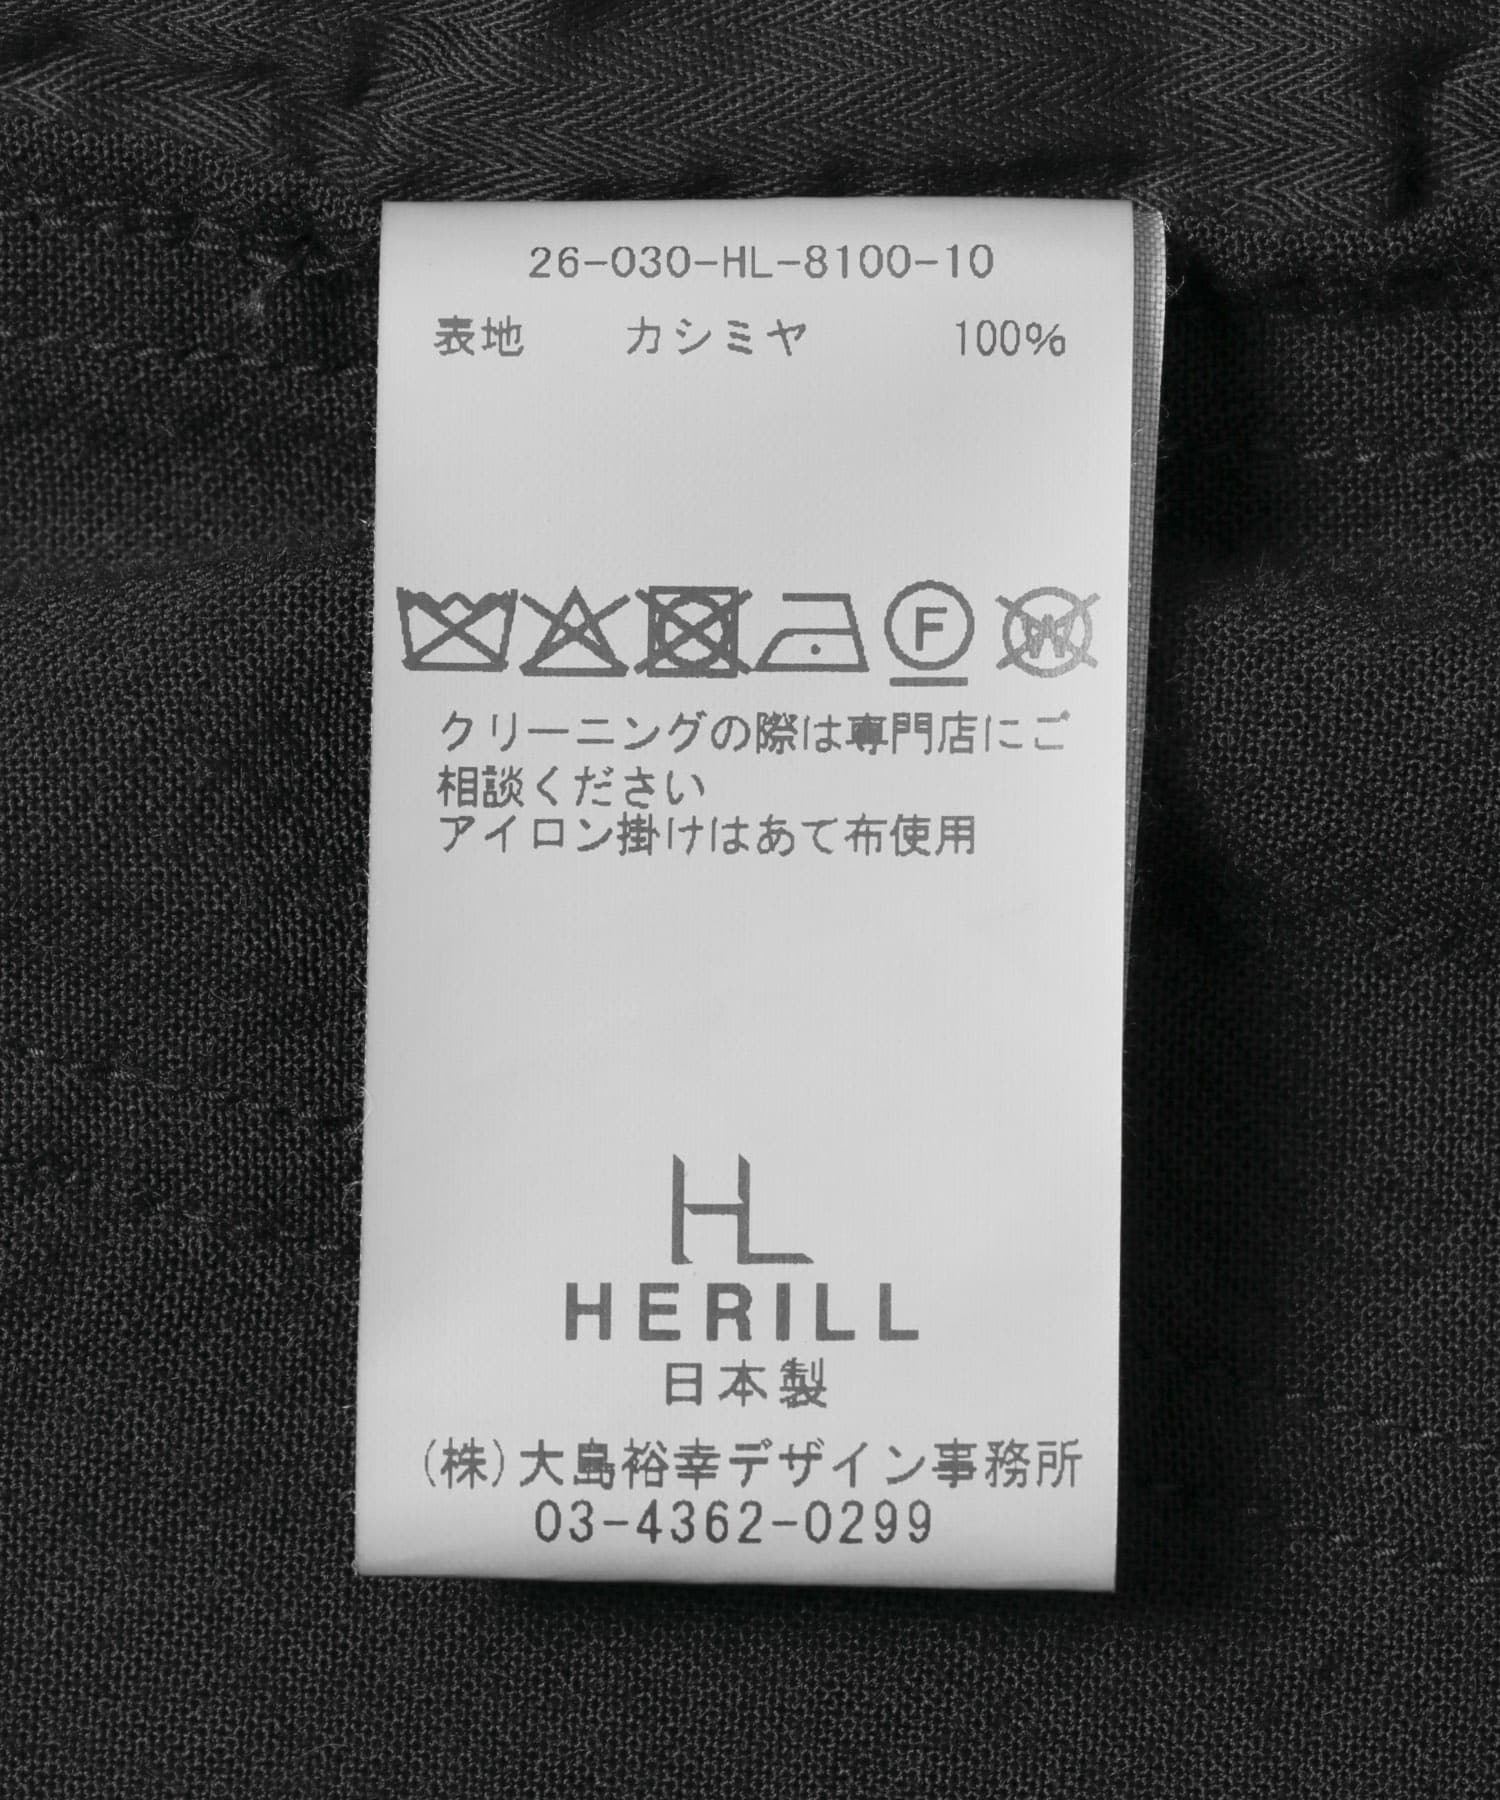 26-030-HL-8100-10
表地 カシミヤ 100%
F W
クリーニングの際は専門店にご
相談ください
アイロン掛けはあて布使用
HL
HERILL
日本製
(株)大島裕幸デザイン事務所
03-4362-0299